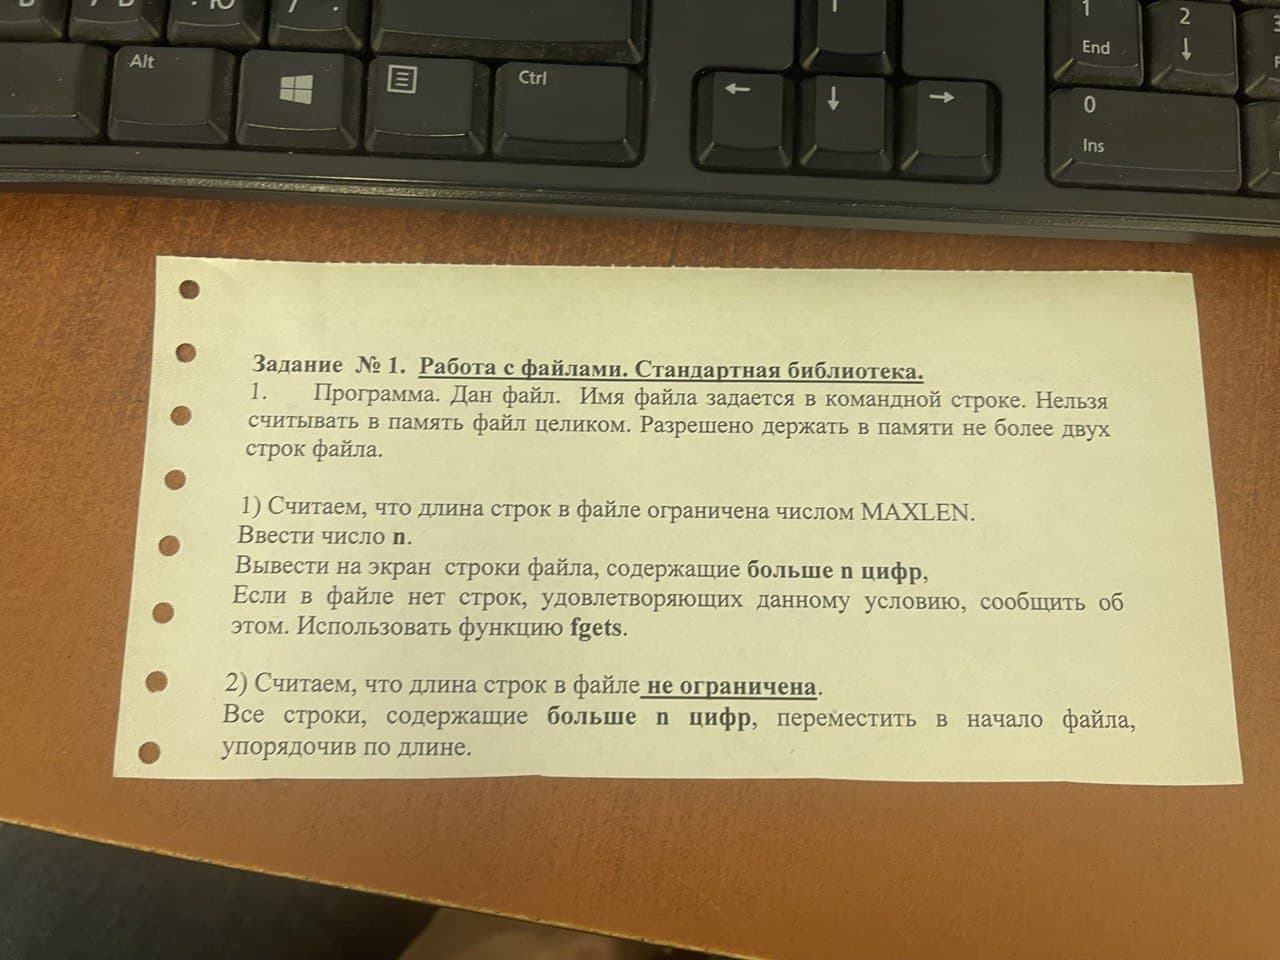 Alt
Ctrl
1
End
2
0
Ins
Задание № 1. Работа с файлами. Стандартная библиотека.
1. Программа. Дан файл. Имя файла задается в командной строке. Нельзя
считывать в память файл целиком. Разрешено держать в памяти не более двух
строк файла.
1) Считаем, что длина строк в файле ограничена числом MAXLEN.
Ввести число n.
Вывести на экран строки файла, содержащие больше n цифр,
Если в файле нет строк, удовлетворяющих данному условию, сообщить об
этом. Использовать функцию fgets.
2) Считаем, что длина строк в файле не ограничена.
Все строки, содержащие больше n цифр, переместить в начало файла,
упорядочив по длине.